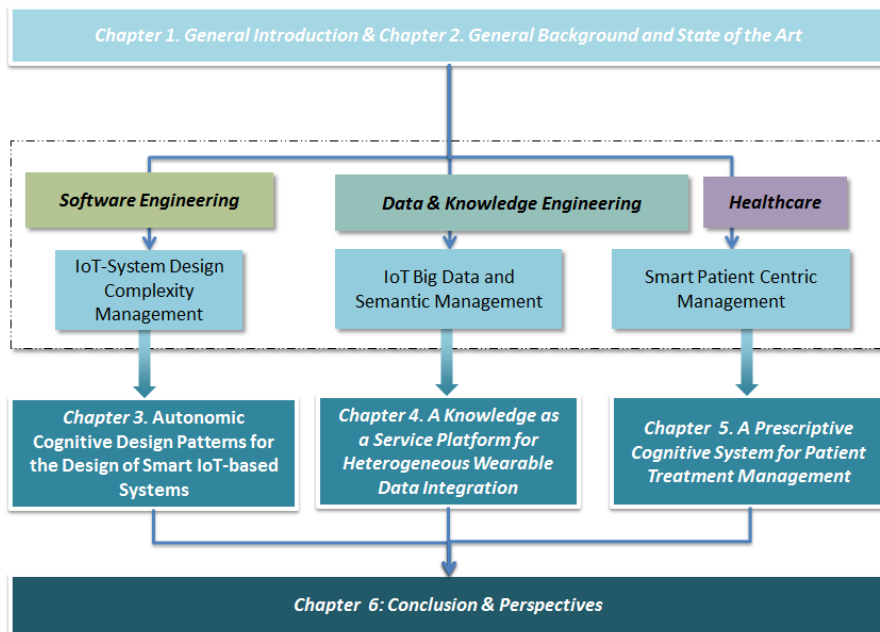 Chapter 1. General Introduction & Chapter 2. General Background and State of the Art
Software Engineering
Data & Knowledge Engineering
Healthcare
IoT-System Design
Complexity
Management
IoT Big Data and
Semantic Management
Smart Patient Centric
Management
Chapter 3. Autonomic
Cognitive Design Patterns for
the Design of Smart IoT-based
Systems
Chapter 4. A Knowledge as
a Service Platform for
Heterogeneous Wearable
Data Integration
Chapter 5. A Prescriptive
Cognitive System for Patient
Treatment Management
Chapter 6: Conclusion & Perspectives